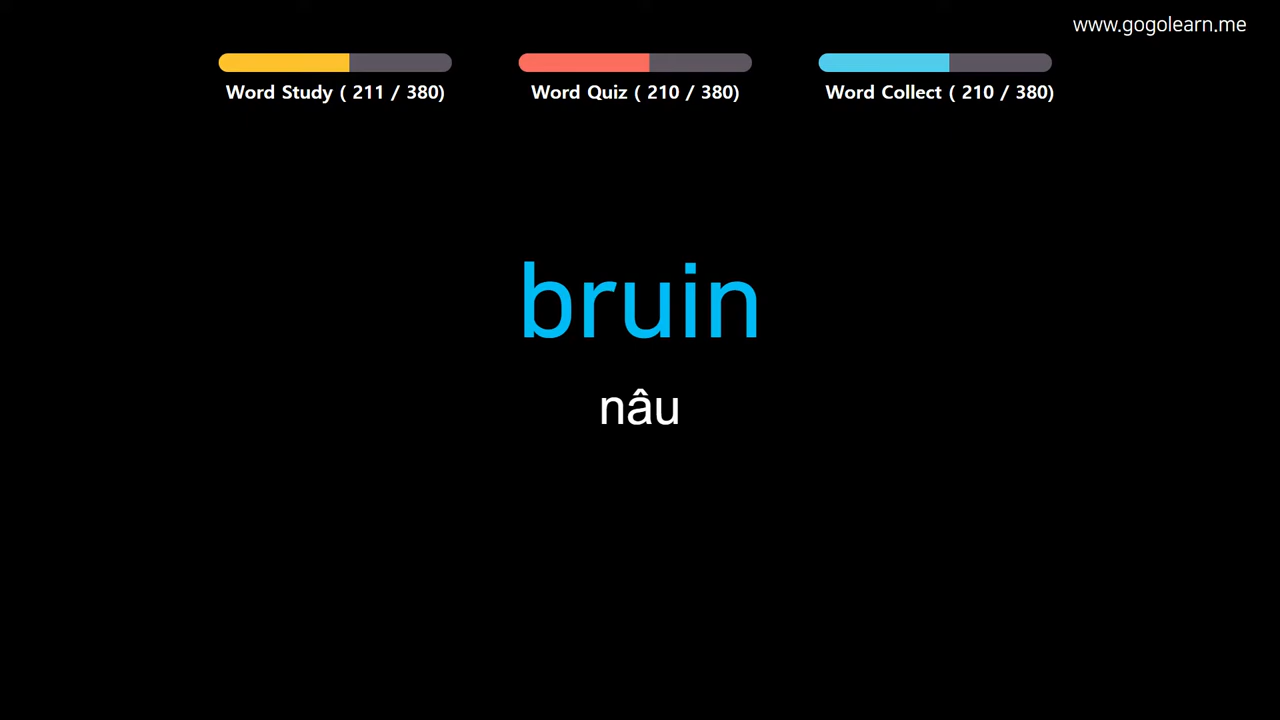 www.gogolearn.me
Word Study ( 211 / 380)
Word Quiz ( 210 / 380)
Word Collect ( 210 / 380)
bruin
nâu